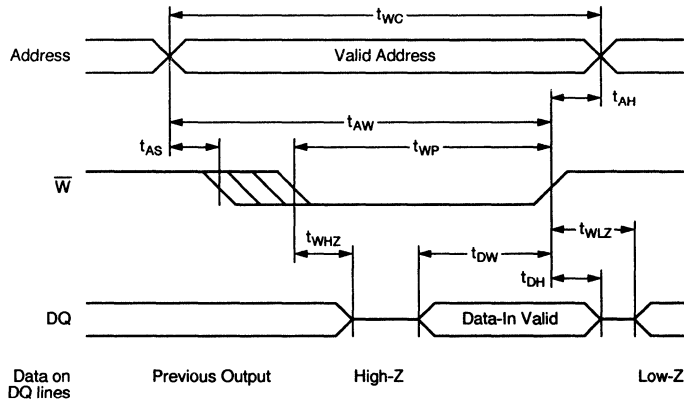 tWC
Address
Valid Address
tAH
tAW
tAS
tWP
W
tWHZ
tDW
tWLZ
tDH
DQ
Data-In Valid
Data on
DQ lines
Previous Output
High-Z
Low-Z